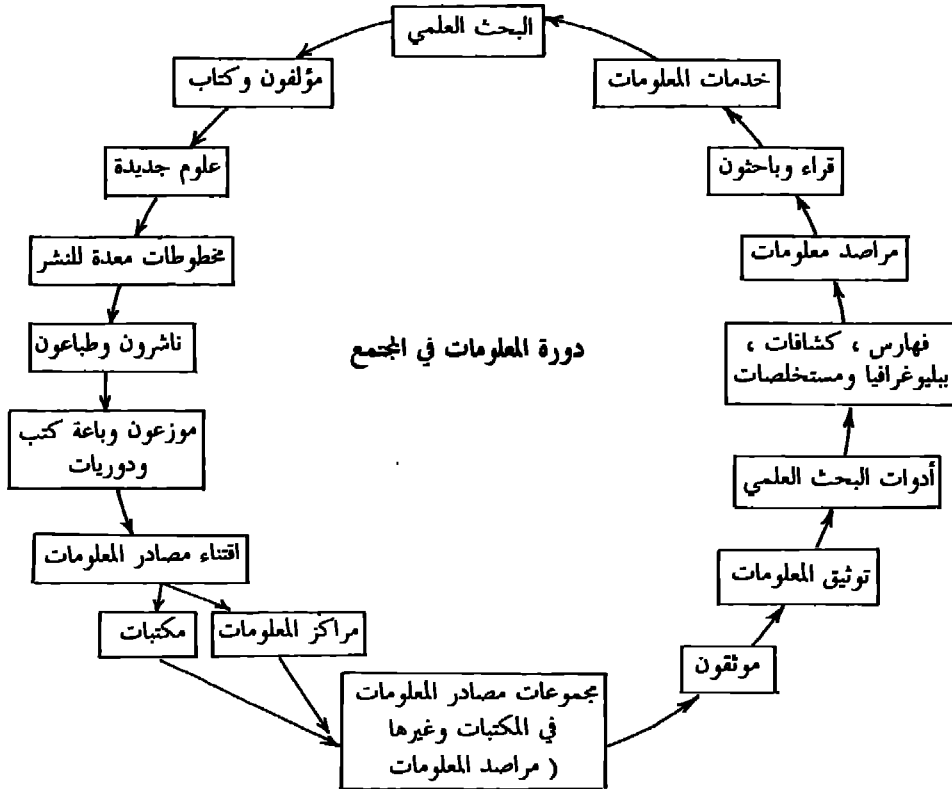 البحث العلمي
مؤلفون وكتاب
علوم جديدة
مخطوطات معدة للنشر
ناشرون وطباعون
موزعون وباعة كتب
ودوريات
اقتناء مصادر المعلومات
مكتبات
مراكز المعلومات
مجموعات مصادر المعلومات
في المكتبات وغيرها
( مراصد المعلومات
موثقون
توثيق المعلومات
أدوات البحث العلمي
فهارس ، كشافات ،
ببليوغرافيا ومستخلصات
مراصد معلومات
قراء وباحثون
خدمات المعلومات
دورة المعلومات في المجتمع